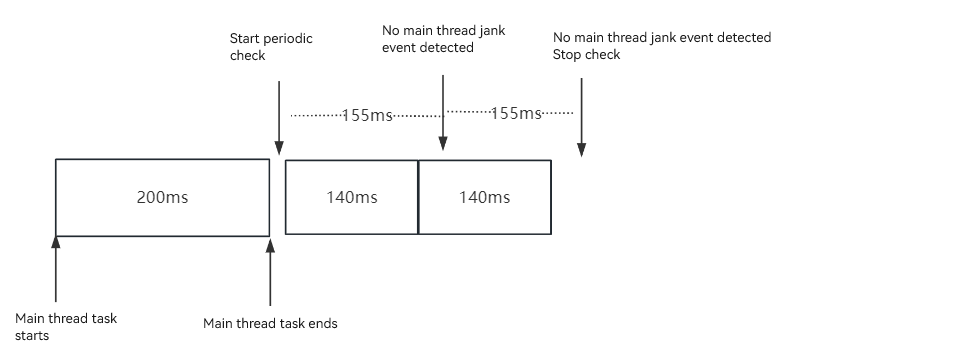 Start periodic
check
No main thread jank
event detected
No main thread jank event detected
Stop check
155ms
155ms
200ms
140ms
140ms
Main thread task
starts
Main thread task ends